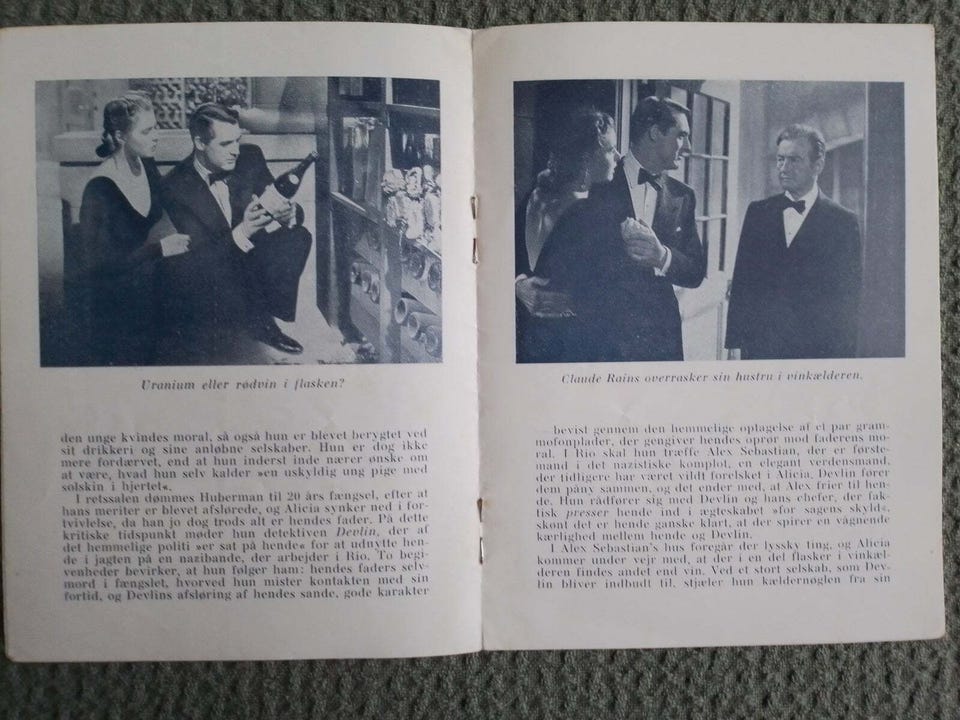 Uranium eller rødvin i flasken?
den unge kvindes moral, så også hun er blevet berygtet ved
sit drikkeri og sine anløbne selskaber. Hun er dog ikke
mere fordærvet, end at hun inderst inde nærer ønske om
at være, hvad hun selv kalder »en uskyldig ung pige med
solskin i hjertet«.
I retssalen dømmes Huberman til 20 års fængsel, efter at
hans meriter er blevet afslørede, og Alicia synker ned i for-
tvivlelse, da han jo dog trods alt er hendes fader. På dette
kritiske tidspunkt møder hun detektiven Devlin, der af
det hemmelige politi »er sat på hende« for at udnytte hen-
de i jagten på en nazibande, der arbejder i Rio. To begi-
venheder bevirker, at hun følger ham: hendes faders selv-
mord i fængslet, hvorved hun mister kontakten med sin
fortid, og Devlins afsløring af hendes sande, gode karakter
Claude Rains overrasker sin hustru i vinkælderen.
—bevist gennem den hemmelige optagelse af et par gram-
mofonplader, der gengiver hendes oprør mod faderens mo-
ral. I Rio skal hun træffe Alex Sebastian, der er første-
mand i det nazistiske komplot, en elegant verdensmand,
der tidligere har været vildt forelsket i Alicia. Devlin fører
dem påny sammen, og det ender med, at Alex frier til hen-
de. Hun rådfører sig med Devlin og hans chefer, der fak-
tisk presser hende ind i ægteskabet »for sagens skyld«,
skønt det er hende ganske klart, at der spirer en vågnende
kærlighed mellem hende og Devlin.
I Alex Sebastian's hus foregår der lyssky ting, og Alicia
kommer under vejr med, at der i en del flasker i vinkæl-
deren findes andet end vin. Ved et stort selskab, som Dev-
lin bliver indbudt til, stjæler hun kældernøglen fra sin